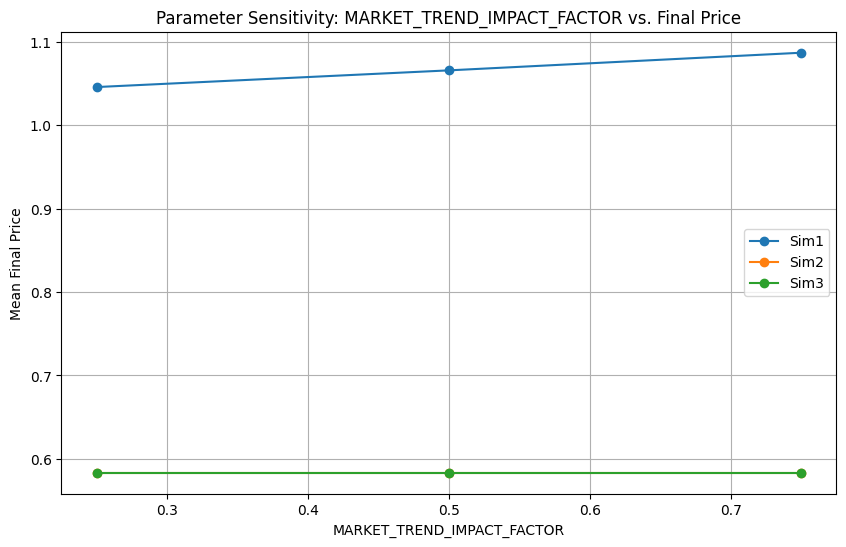 Parameter Sensitivity: MARKET_TREND_IMPACT_FACTOR vs. Final Price
1.1
1.0
0.9
0.8
0.7
0.6
Mean Final Price
Sim1
Sim2
Sim3
0.3 0.4 0.5 0.6 0.7
MARKET_TREND_IMPACT_FACTOR